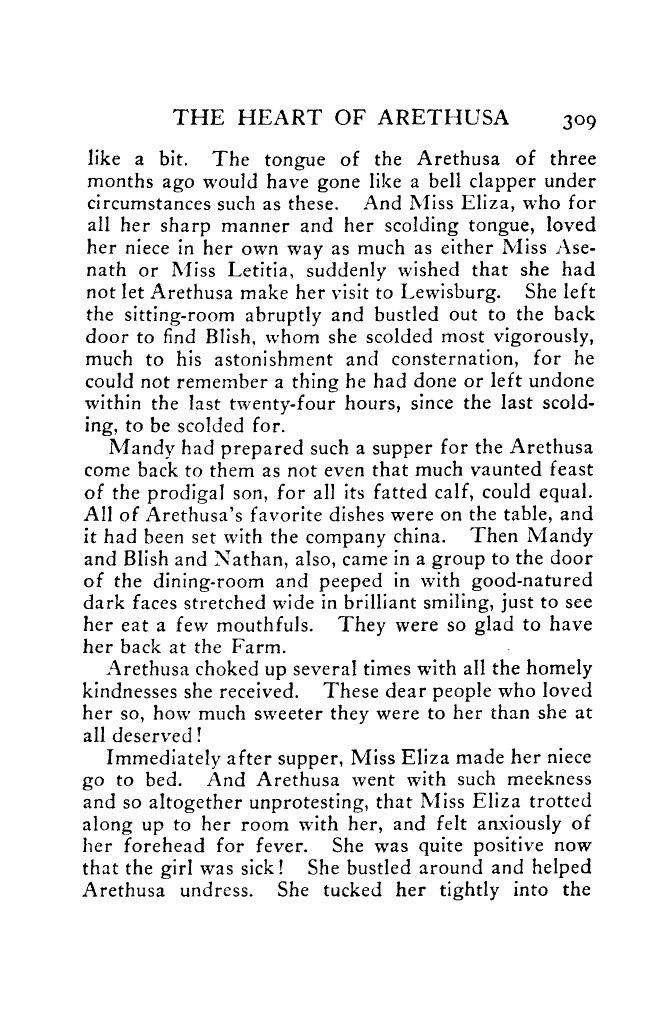 THE HEART OF ARETHUSA 309
like a bit. The tongue of the Arethusa of three
months ago would have gone like a bell clapper under
circumstances such as these. And Miss Eliza, who for
all her sharp manner and her scolding tongue, loved
her niece in her own way as much as either Miss Ase-
nath or Miss Letitia, suddenly wished that she had
not let Arethusa make her visit to Lewisburg. She left
the sitting-room abruptly and bustled out to the back
door to find Blish, whom she scolded most vigorously,
much to his astonishment and consternation, for he
could not remember a thing he had done or left undone
within the last twenty-four hours, since the last scold-
ing, to be scolded for.
Mandy had prepared such a supper for the Arethusa
come back to them as not even that much vaunted feast
of the prodigal son, for all its fatted calf, could equal.
All of Arethusa's favorite dishes were on the table, and
it had been set with the company china. Then Mandy
and Blish and Nathan, also, came in a group to the door
of the dining-room and peeped in with good-natured
dark faces stretched wide in brilliant smiling, just to see
her eat a few mouthfuls. They were so glad to have
her back at the Farm.
Arethusa choked up several times with all the homely
kindnesses she received. These dear people who loved
her so, how much sweeter they were to her than she at
all deserved!
Immediately after supper, Miss Eliza made her niece
go to bed. And Arethusa went with such meekness
and so altogether unprotesting, that Miss Eliza trotted
along up to her room with her, and felt anxiously of
her forehead for fever. She was quite positive now
that the girl was sick! She bustled around and helped
Arethusa undress. She tucked her tightly into the